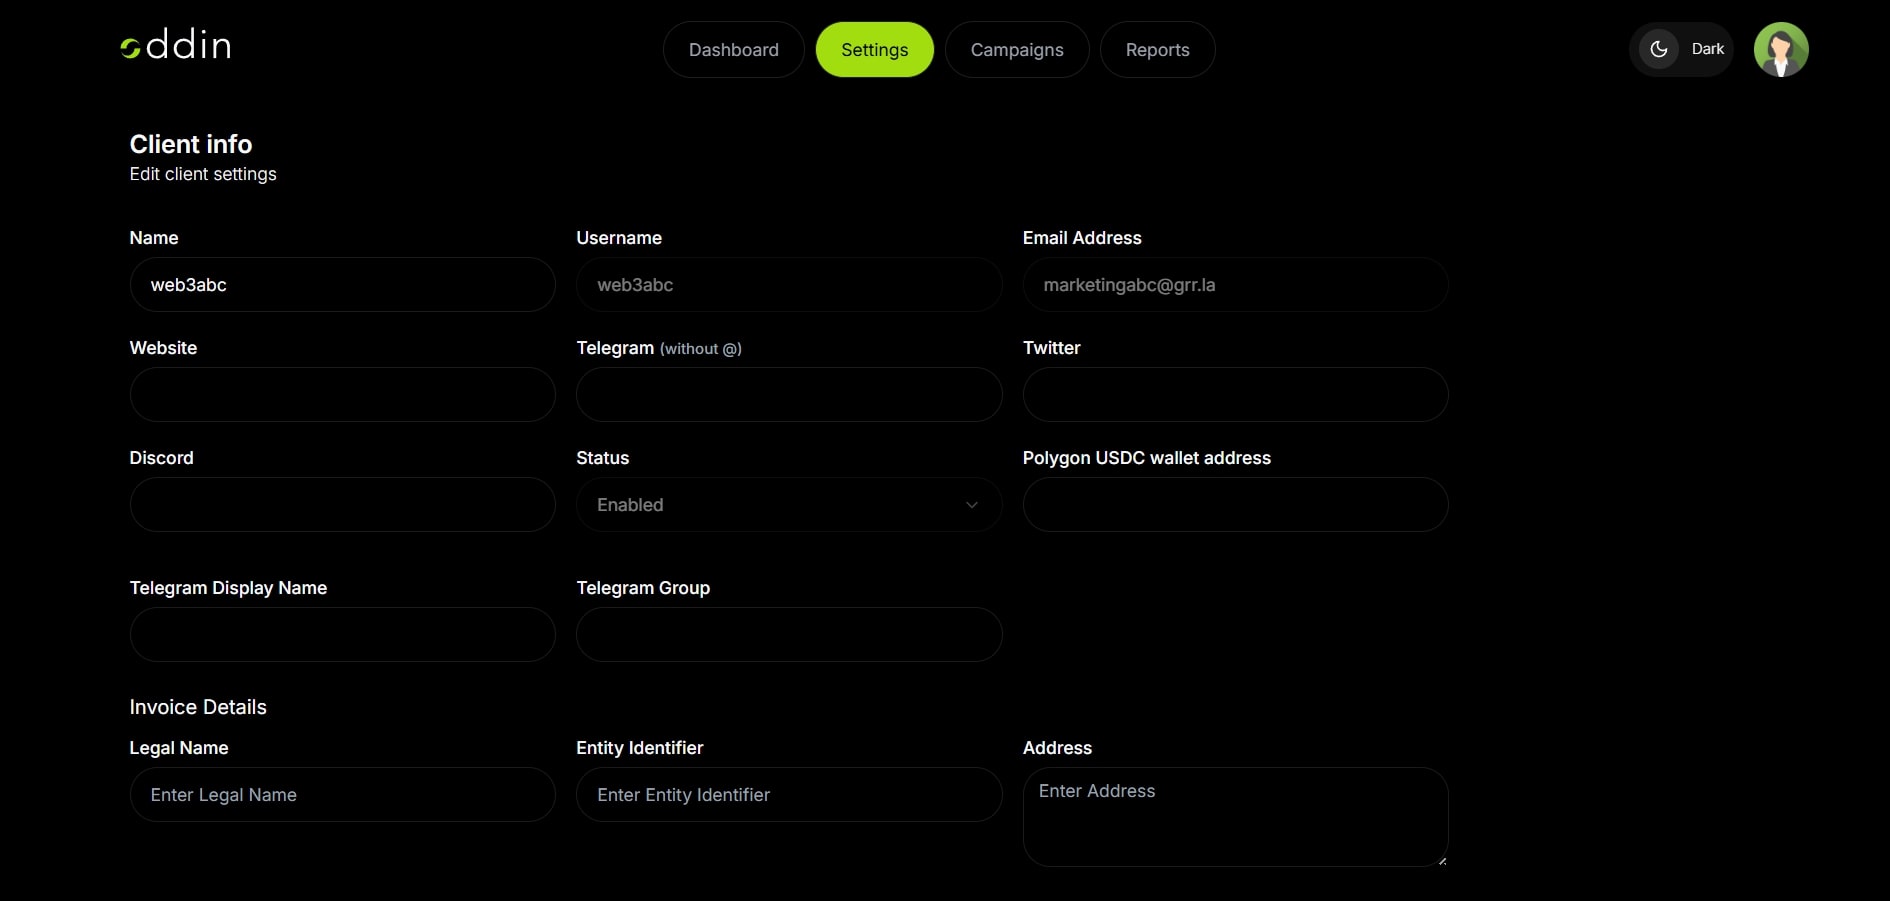 ddin
Dashboard
Settings
Campaigns
Reports
Dark
Client info
Edit client settings
Name
Username
Email Address
web3abc
web3abc
marketingabc@grr.la
Website
Telegram (without @)
Twitter
Discord
Status
Polygon USDC wallet address
Enabled
Telegram Display Name
Telegram Group
Invoice Details
Legal Name
Entity Identifier
Address
Enter Legal Name
Enter Entity Identifier
Enter Address